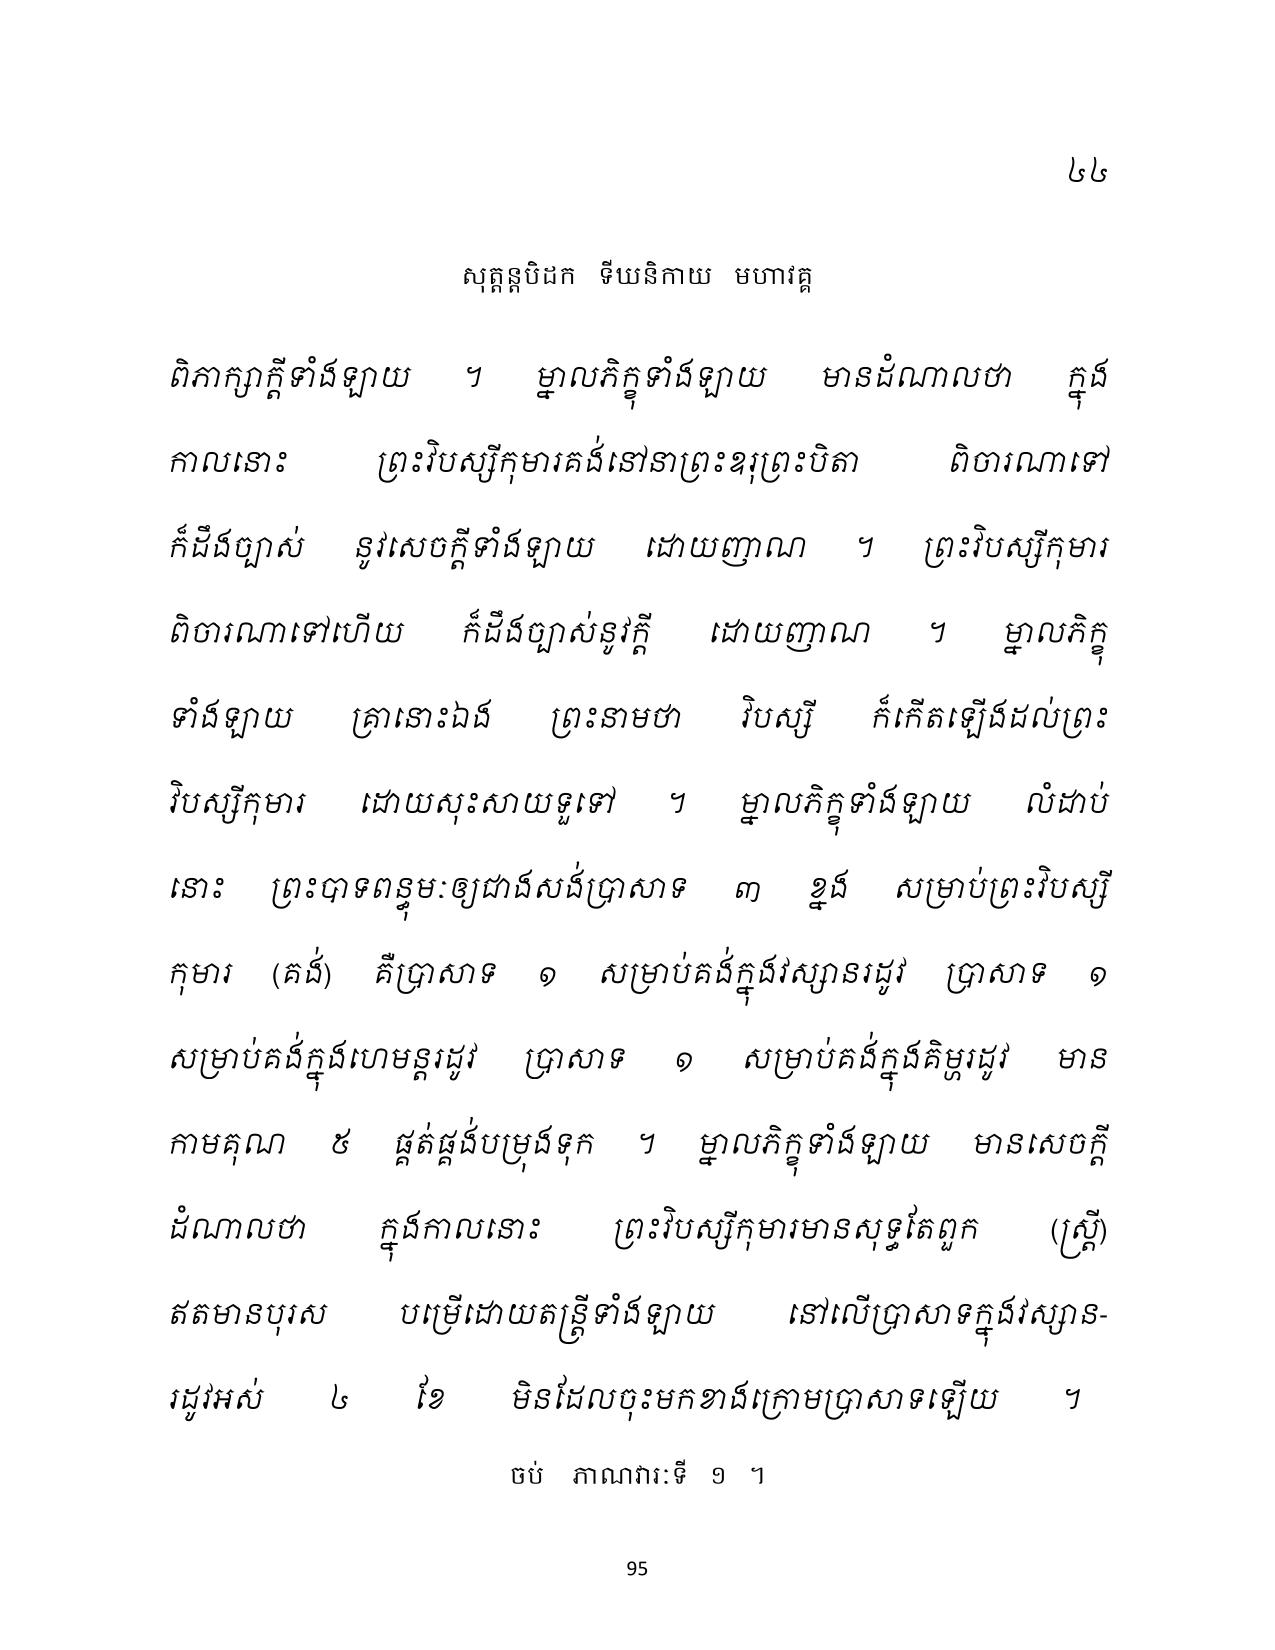 ៤៤
សុត្តន្តបិដក ទីឃនិកាយ មហាវគ្គ
ពិភាក្សាក្តីទាំងឡាយ ។ ម្នាលភិក្ខុទាំងឡាយ មានដំណាលថា ក្នុង
កាលនោះ ព្រះវិបស្សីកុមារគង់នៅនាព្រះឧរុព្រះបិតា ពិចារណាទៅ
ក៏ដឹងច្បាស់ នូវសេចក្តីទាំងឡាយ ដោយញាណ ។ ព្រះវិបស្សីកុមារ
ពិចារណាទៅហើយ ក៏ដឹងច្បាស់នូវក្តី ដោយញាណ ។ ម្នាលភិក្ខុ
ទាំងឡាយ គ្រានោះឯង ព្រះនាមថា វិបស្សី ក៏កើតឡើងដល់ព្រះ
វិបស្សីកុមារ ដោយសុះសាយទួទៅ ។ ម្នាលភិក្ខុទាំងឡាយ លំដាប់
នោះ ព្រះបាទពន្ធុមៈឲ្យជាងសង់ប្រាសាទ ៣ ខ្នង សម្រាប់ព្រះវិបស្សី
កុមារ (គង់) គឺប្រាសាទ ១ សម្រាប់គង់ក្នុងវស្សានរដូវ ប្រាសាទ ១
សម្រាប់គង់ក្នុងហេមន្តរដូវ ប្រាសាទ ១ សម្រាប់គង់ក្នុងគិម្ហរដូវ មាន
កាមគុណ ៥ ផ្គត់ផ្គង់បម្រុងទុក ។ ម្នាលភិក្ខុទាំងឡាយ មានសេចក្តី
ដំណាលថា ក្នុងកាលនោះ ព្រះវិបស្សីកុមារមានសុទ្ធតែពួក (ស្ត្រី)
ឥតមានបុរស បម្រើដោយតន្ត្រីទាំងឡាយ នៅលើប្រាសាទក្នុងវស្សាន-
រដូវអស់ ៤ ខែ មិនដែលចុះមកខាងក្រោមប្រាសាទឡើយ ។
ចប់ ភាណវារៈទី ១ ។
95